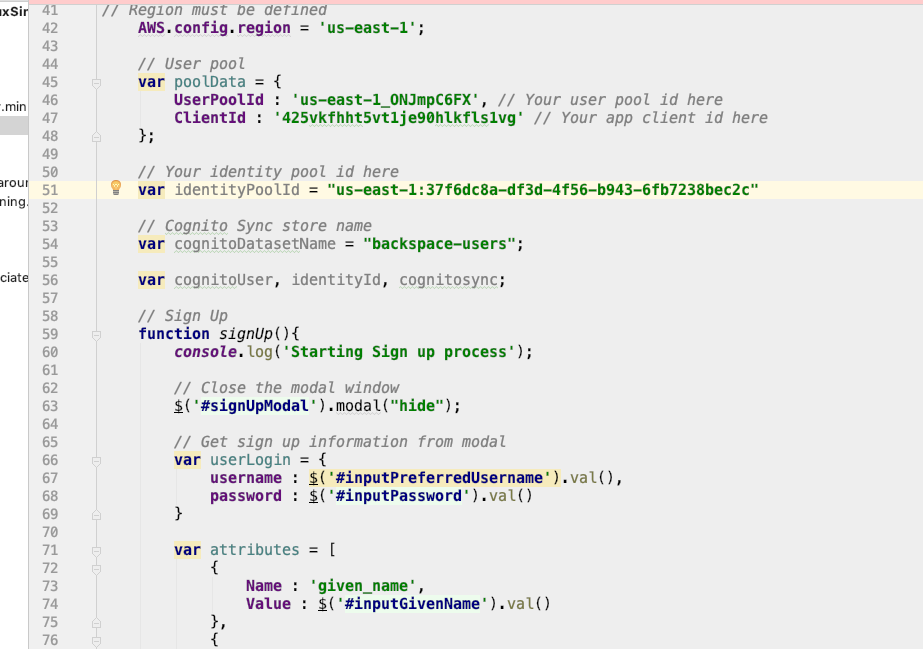 41 // Region must be defined
42 AWS.config.region = 'us-east-1';
43
44 // User pool
45 var poolData = {
46 UserPoolId : 'us-east-1_ONJmpC6FX', // Your user pool id here
47 ClientId : '425vkfhht5vt1je90hlkfls1vg' // Your app client id here
48 };
49
50 // Your identity pool id here
51 var identityPoolId = "us-east-1:37f6dc8a-df3d-4f56-b943-6fb7238bec2c"
52
53 // Cognito Sync store name
54 var cognitoDatasetName = "backspace-users";
55
56 var cognitoUser, identityId, cognitosync;
57
58 // Sign Up
59 function signUp(){
60 console.log('Starting Sign up process');
61
62 // Close the modal window
63 $('#signUpModal').modal("hide");
64
65 // Get sign up information from modal
66 var userLogin = {
67 username : $('#inputPreferredUsername').val(),
68 password : $('#inputPassword').val()
69 }
70
71 var attributes = [
72 {
73 Name : 'given_name',
74 Value : $('#inputGivenName').val()
75 },
76 {
.min
ning.
ciate